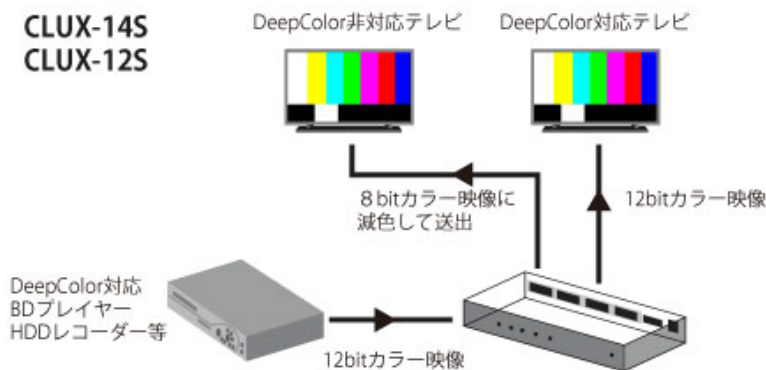 CLUX-14S
CLUX-12S
DeepColor非対応テレビ
DeepColor対応テレビ
8bitカラー映像に
減色して送出
12bitカラー映像
DeepColor対応
BDプレイヤー
HDDレコーダー等
12bitカラー映像